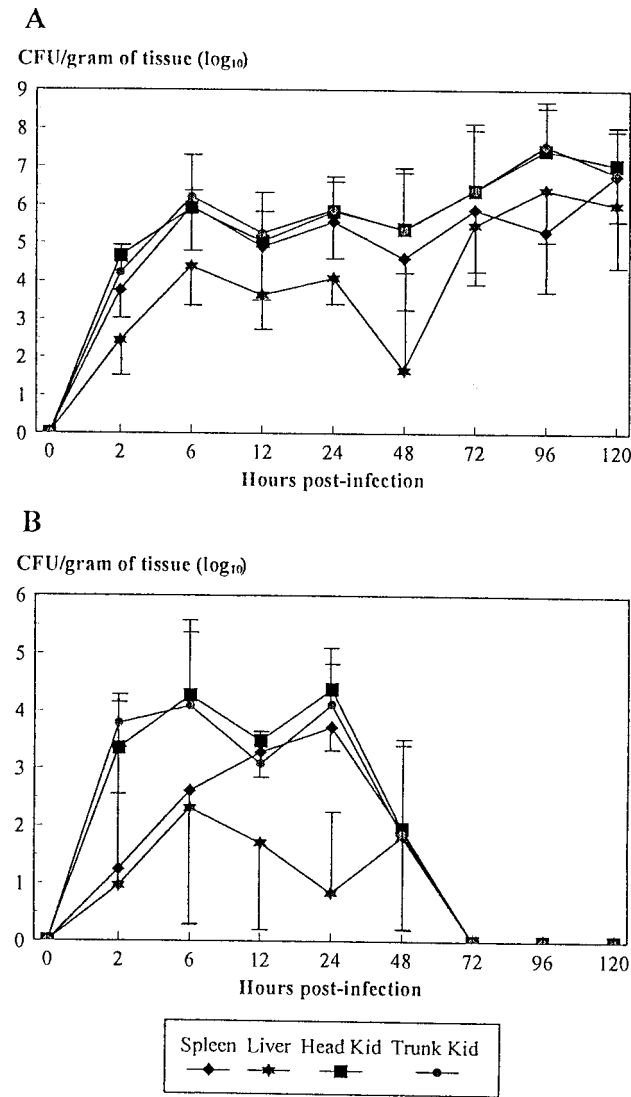 A
CFU/gram of tissue (log10)
9
8
7
6
5
4
3
2
1
0
0 2 6 12 24 48 72 96 120
Hours post-infection
B
CFU/gram of tissue (log10)
6
5
4
3
2
1
0
0 2 6 12 24 48 72 96 120
Hours post-infection
Spleen Liver Head Kid Trunk Kid